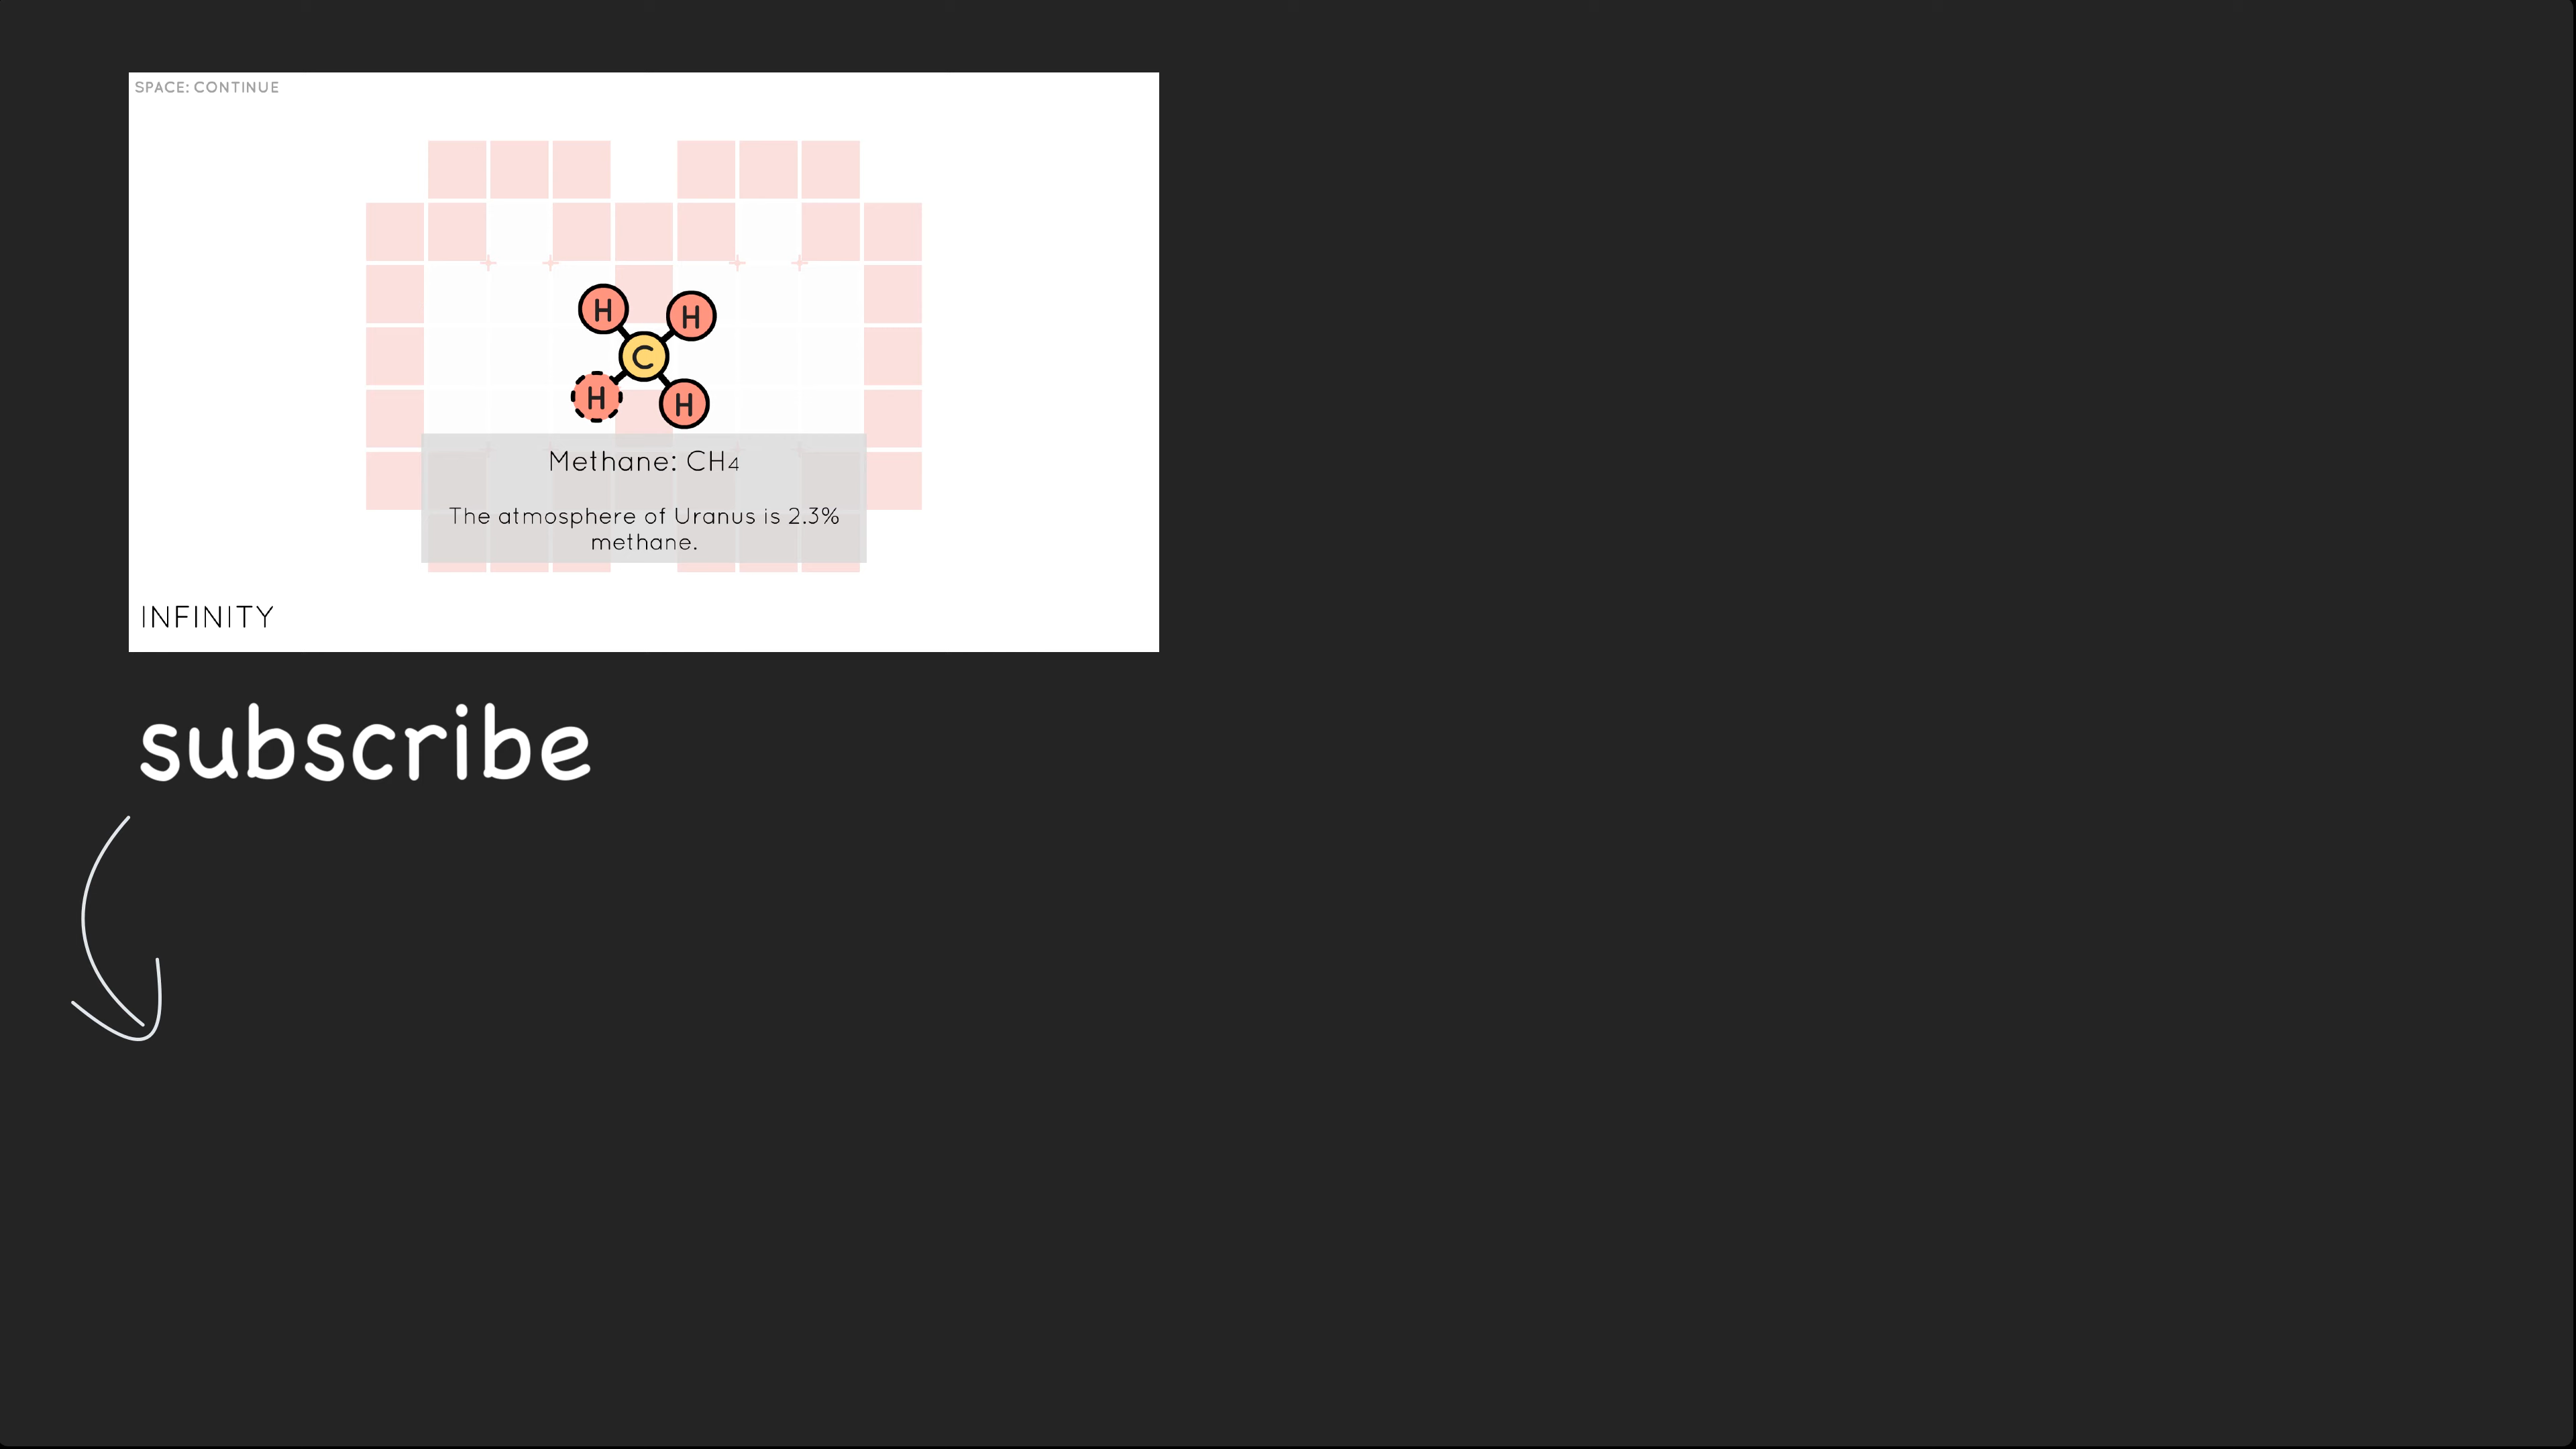 SPACE: CONTINUE
H
H
C
H
H
Methane: CH₄
The atmosphere of Uranus is 2.3%
methane.
INFINITY
subscribe